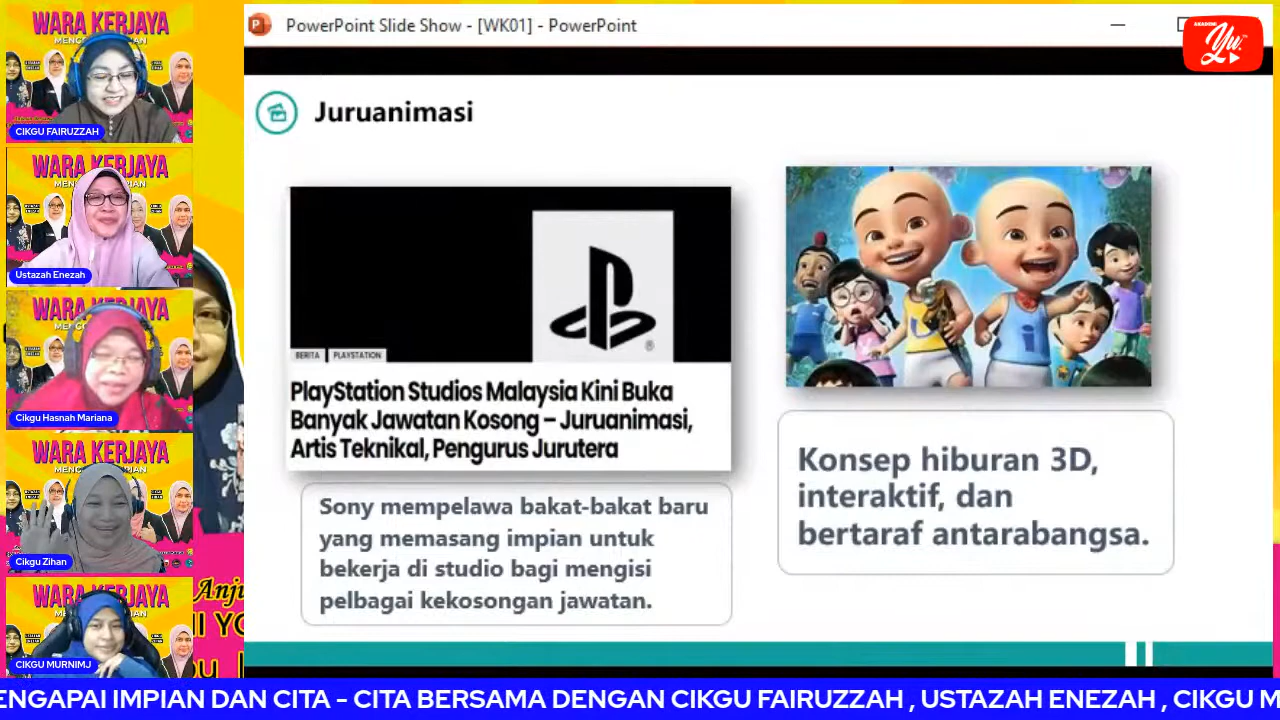 WARA KERJAYA
CIKGU FAIRUZZAH
WARA KERJAYA
Ustazah Enezah
WARA KERJAYA
Cikgu Hasnah Mariana
WARA KERJAYA
Cikgu Zihan
CIKGU MURNIMJ
PowerPoint Slide Show - [WK01] - PowerPoint
AKADEMI
Yu.
Juruanimasi
BERITA PLAYSTATION
PlayStation Studios Malaysia Kini Buka
Banyak Jawatan Kosong – Juruanimasi,
Artis Teknikal, Pengurus Jurutera
Sony mempelawa bakat-bakat baru
yang memasang impian untuk
bekerja di studio bagi mengisi
pelbagai kekosongan jawatan.
Konsep hiburan 3D,
interaktif, dan
bertaraf antarabangsa.
Anju
ENGAPAI IMPIAN DAN CITA - CITA BERSAMA DENGAN CIKGU FAIRUZZAH , USTAZAH ENEZAH , CIKGU M